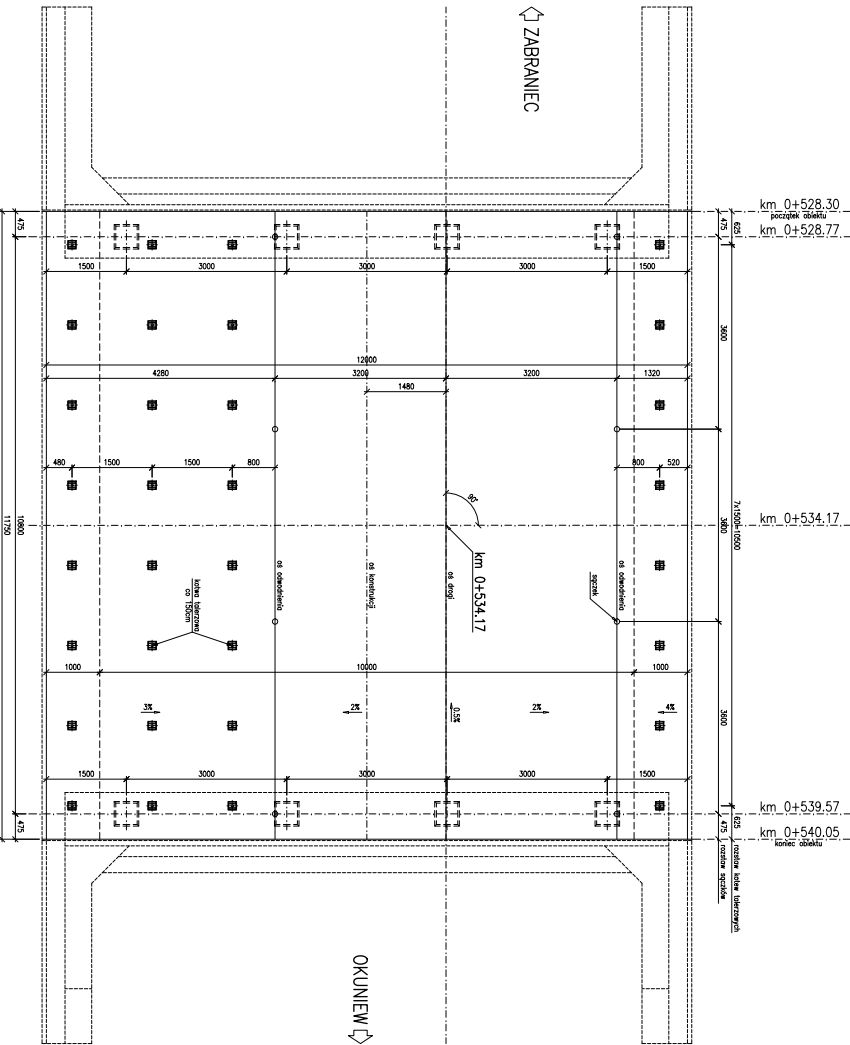 ZABRANIEC
km 0+528.30
początek obiektu
km 0+528.77
475
475
625
1500
3000
3000
3000
1500
3600
12000
4280
3200
3200
1320
1480
480
1500
1500
800
800
520
90°
10800
11750
3600
7x1500=10500
km 0+534.17
km 0+534.17
oś odwodnienia
oś konstrukcji
oś drogi
sączek
oś odwodnienia
kotwa talerzowa
co 150cm
1000
10000
1000
3600
3%
2%
0.5%
2%
4%
1500
3000
3000
3000
1500
km 0+539.57
475
475
625
km 0+540.05
koniec obiektu
rozstaw sączków
rozstaw kotew talerzowych
OKUNIEW